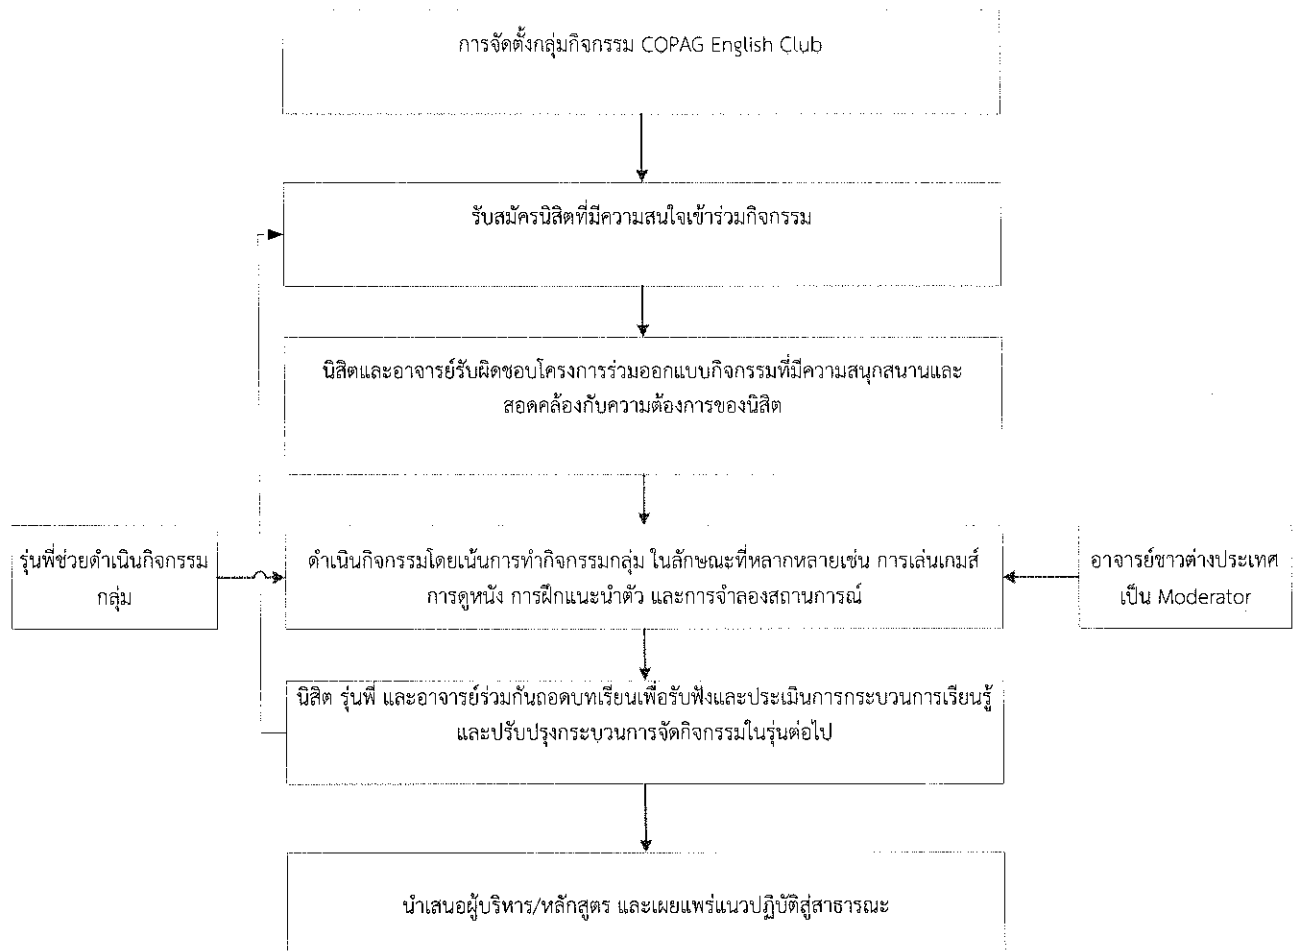 การจัดตั้งกลุ่มกิจกรรม COPAG English Club
รับสมัครนิสิตที่มีความสนใจเข้าร่วมกิจกรรม
นิสิตและอาจารย์รับผิดชอบโครงการร่วมออกแบบกิจกรรมที่มีความสนุกสนานและ
สอดคล้องกับความต้องการของนิสิต
รุ่นพี่ช่วยดำเนินกิจกรรม
กลุ่ม
ดำเนินกิจกรรมโดยเน้นการทำกิจกรรมกลุ่ม ในลักษณะที่หลากหลายเช่น การเล่นเกมส์
การดูหนัง การฝึกแนะนำตัว และการจำลองสถานการณ์
อาจารย์ชาวต่างประเทศ
เป็น Moderator
นิสิต รุ่นพี่ และอาจารย์ร่วมกันถอดบทเรียนเพื่อรับฟังและประเมินการกระบวนการเรียนรู้
และปรับปรุงกระบวนการจัดกิจกรรมในรุ่นต่อไป
นำเสนอผู้บริหาร/หลักสูตร และเผยแพร่แนวปฏิบัติสู่สาธารณะ